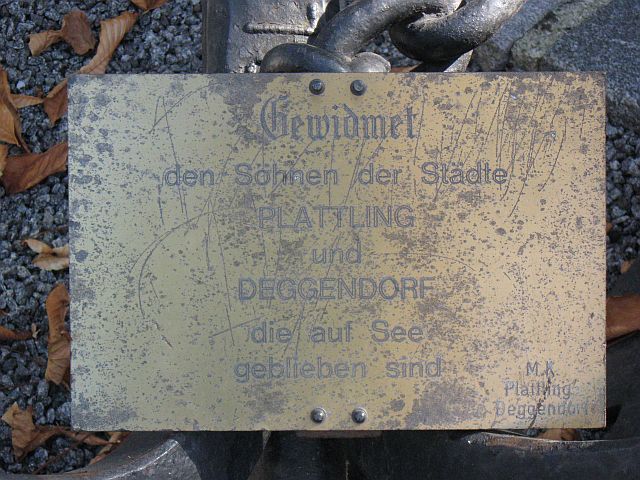 Gewidmet
den Söhnen der Städte
PLATTLING
und
DEGGENDORF
die auf See
geblieben sind
M.K.
Plattling-
Deggendorf